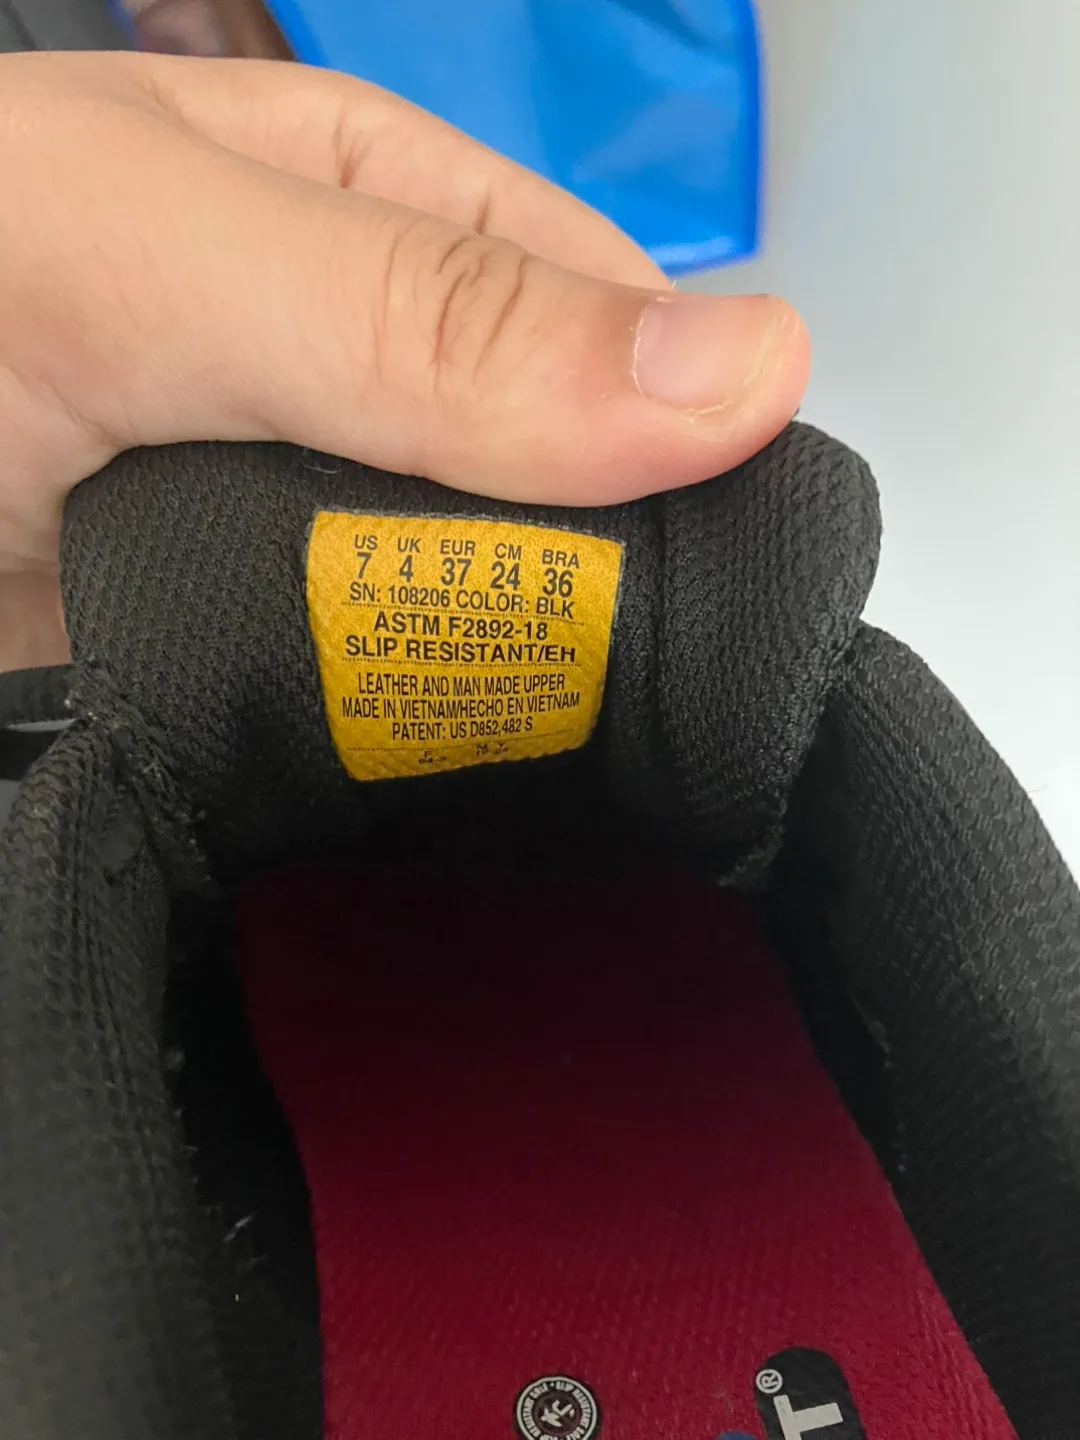 US UK EUR CM BRA
7 4 37 24 36
SN: 108206 COLOR: BLK
ASTM F2892-18
SLIP RESISTANT/EH
LEATHER AND MAN MADE UPPER
MADE IN VIETNAM/HECHO EN VIETNAM
PATENT: US D852,482 S
F M Y
T®